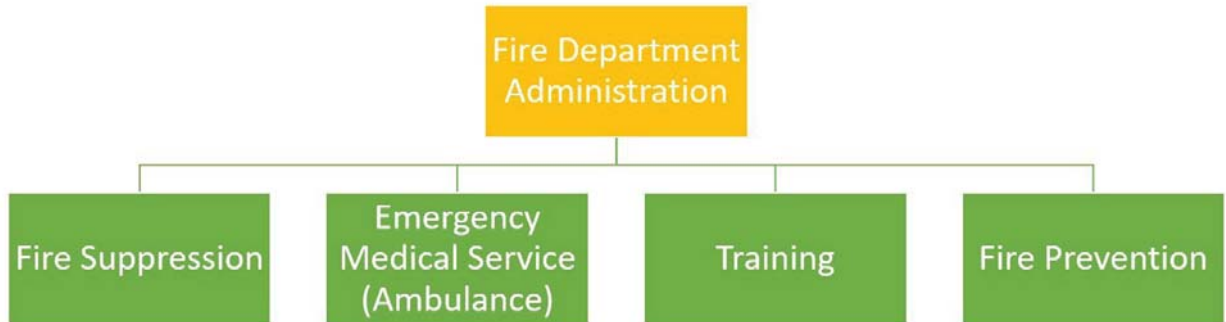 Fire Department
Administration
Fire Suppression
Emergency
Medical Service
(Ambulance)
Training
Fire Prevention